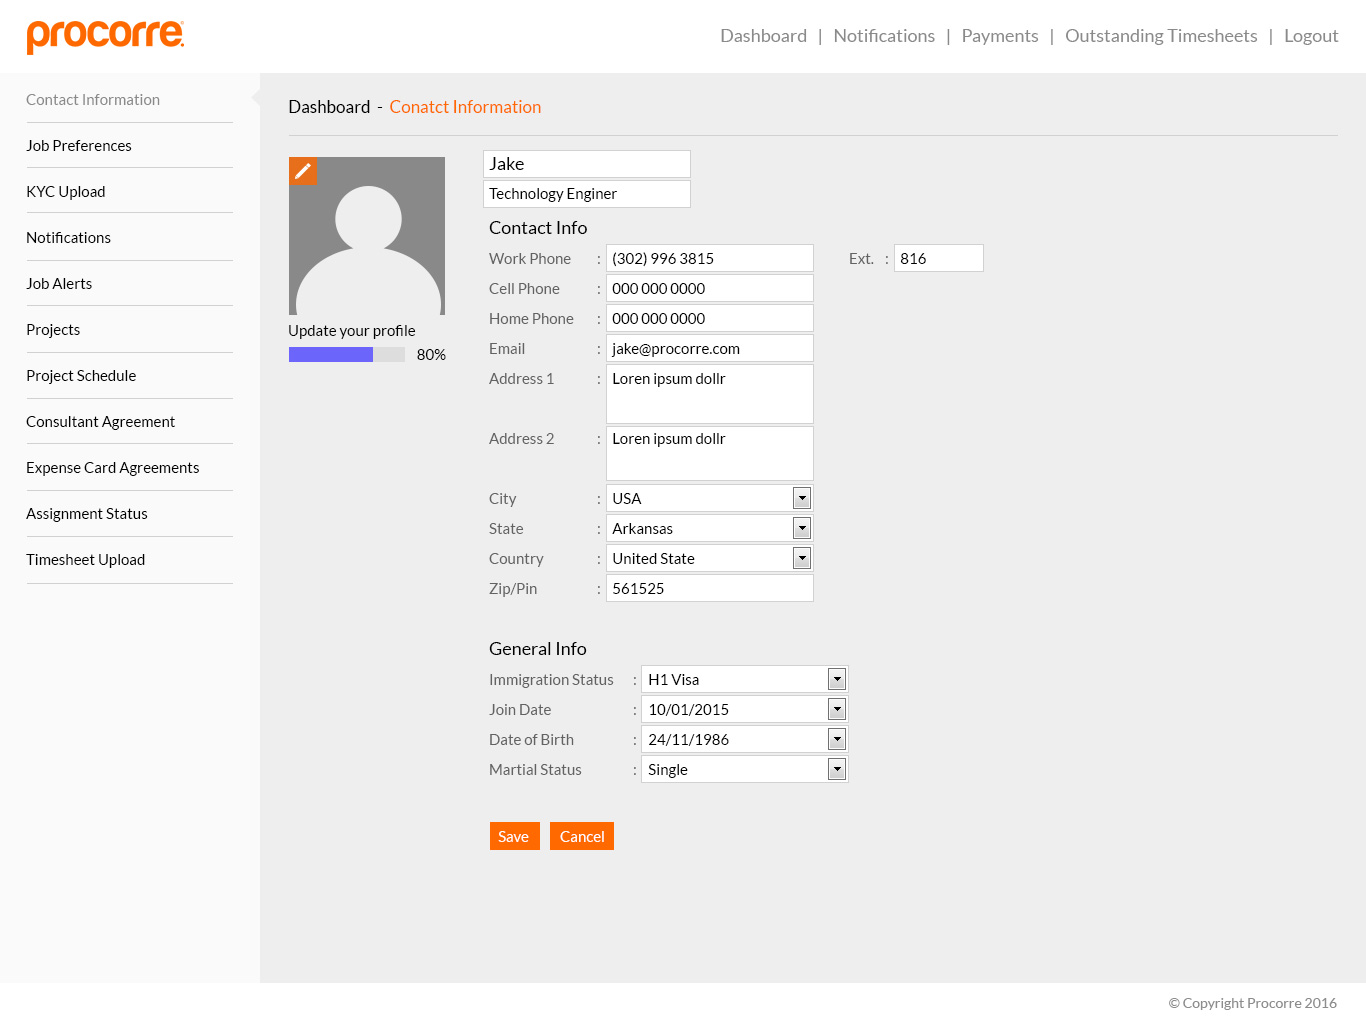 procorre
Dashboard | Notifications | Payments | Outstanding Timesheets | Logout
Contact Information
Job Preferences
KYC Upload
Notifications
Job Alerts
Projects
Project Schedule
Consultant Agreement
Expense Card Agreements
Assignment Status
Timesheet Upload
Dashboard - Conatct Information
Update your profile
80%
Jake
Technology Enginer
Contact Info
Work Phone : (302) 996 3815 Ext. : 816
Cell Phone : 000 000 0000
Home Phone : 000 000 0000
Email : jake@procorre.com
Address 1 : Loren ipsum dollr
Address 2 : Loren ipsum dollr
City : USA
State : Arkansas
Country : United State
Zip/Pin : 561525
General Info
Immigration Status : H1 Visa
Join Date : 10/01/2015
Date of Birth : 24/11/1986
Martial Status : Single
Save Cancel
© Copyright Procorre 2016